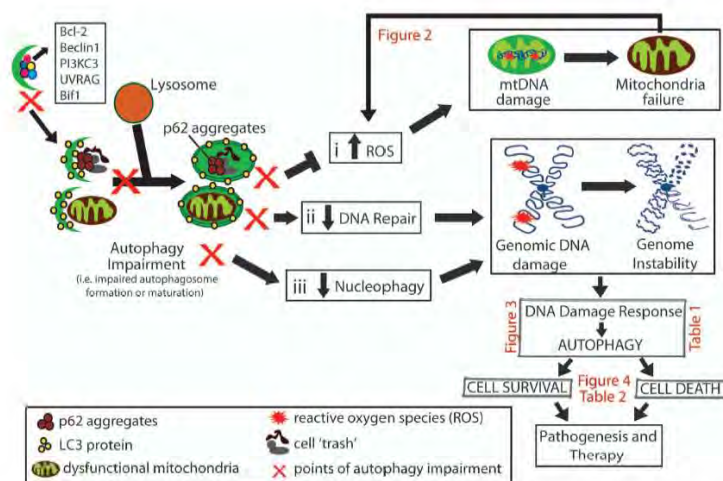 Bcl-2
Beclin1
PI3KC3
UVRAG
Bif1
Lysosome
p62 aggregates
Figure 2
i ROS
mtDNA
damage
Mitochondria
failure
ii DNA Repair
Autophagy
Impairment
(i.e. impaired autophagosome
formation or maturation)
iii Nucleophagy
Genomic DNA
damage
Genome
Instability
Figure 3
DNA Damage Response
AUTOPHAGY
Table 1
CELL SURVIVAL
Figure 4
Table 2
CELL DEATH
Pathogenesis and
Therapy
p62 aggregates
LC3 protein
dysfunctional mitochondria
reactive oxygen species (ROS)
cell 'trash'
points of autophagy impairment